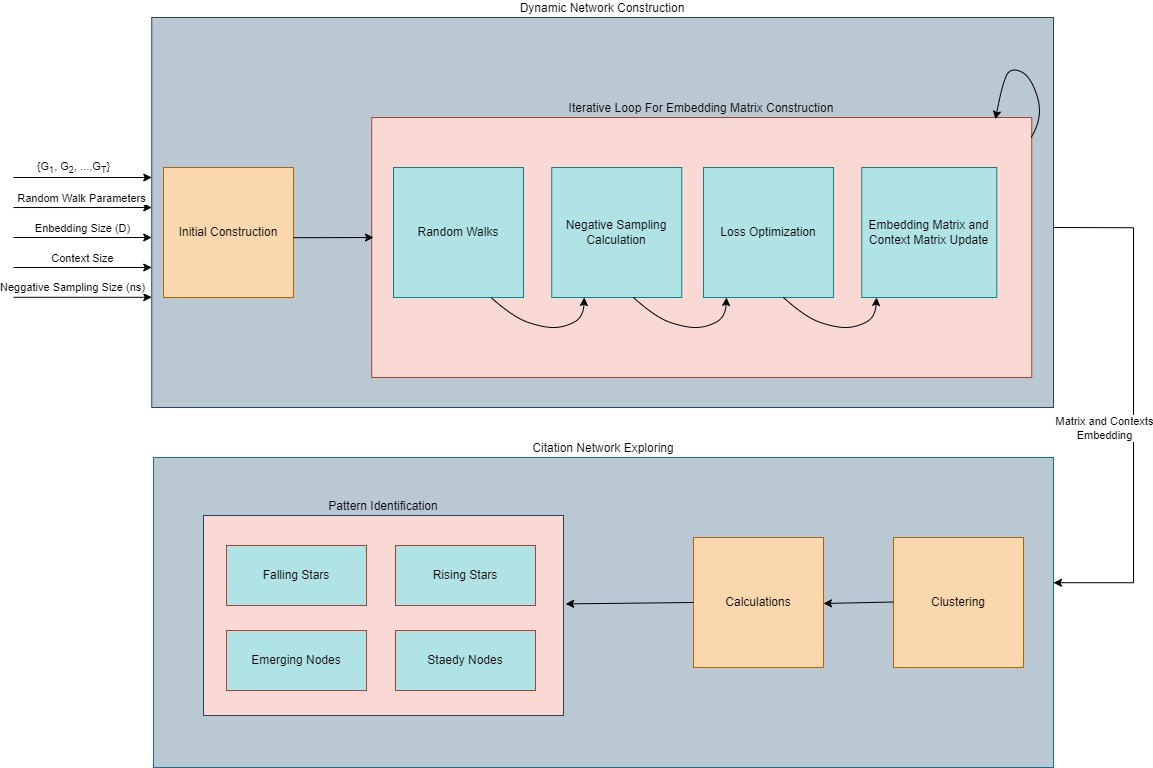 Dynamic Network Construction
Iterative Loop For Embedding Matrix Construction
{G1, G2, ...,GT}
Random Walk Parameters
Enbedding Size (D)
Context Size
Neggative Sampling Size (ns)
Initial Construction
Random Walks
Negative Sampling
Calculation
Loss Optimization
Embedding Matrix and
Context Matrix Update
Matrix and Contexts
Embedding
Citation Network Exploring
Pattern Identification
Falling Stars
Rising Stars
Emerging Nodes
Staedy Nodes
Calculations
Clustering